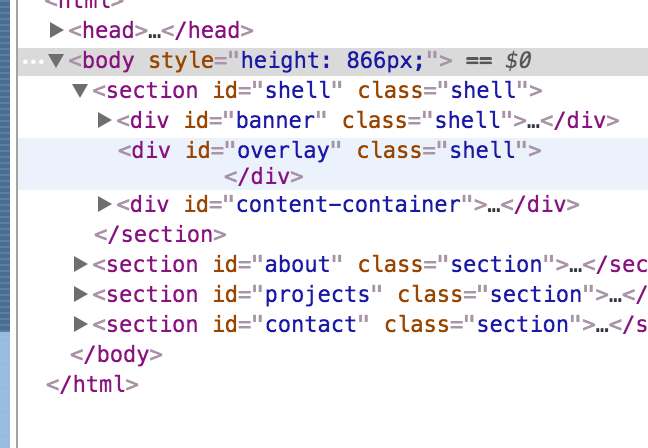 <html>
▶<head>…</head>
…▼<body style="height: 866px;"> == $0
▼<section id="shell" class="shell">
▶<div id="banner" class="shell">…</div>
<div id="overlay" class="shell">
</div>
▶<div id="content-container">…</div>
</section>
▶<section id="about" class="section">…</sec
▶<section id="projects" class="section">…</
▶<section id="contact" class="section">…</s
</body>
</html>